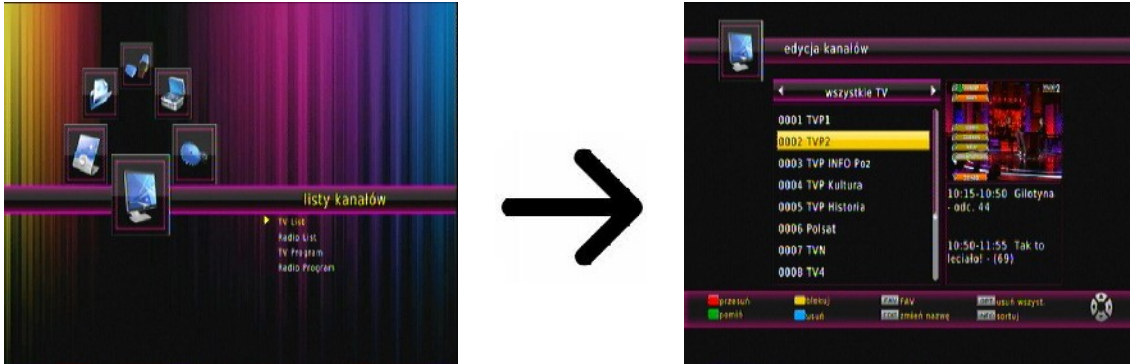 listy kanałów
TV List
Radio List
TV Program
Radio Program
edycja kanałów
wszystkie TV
0001 TVP1
0002 TVP2
0003 TVP INFO Poz
0004 TVP Kultura
0005 TVP Historia
0006 Polsat
0007 TVN
0008 TV4
10:15-10:50 Gilotyna
- odc. 44
10:50-11:55 Tak to
leciało! - (69)
przesuń blokuj FAV FAV usuń wszyst.
pomiń usuń zmień nazwę sortuj